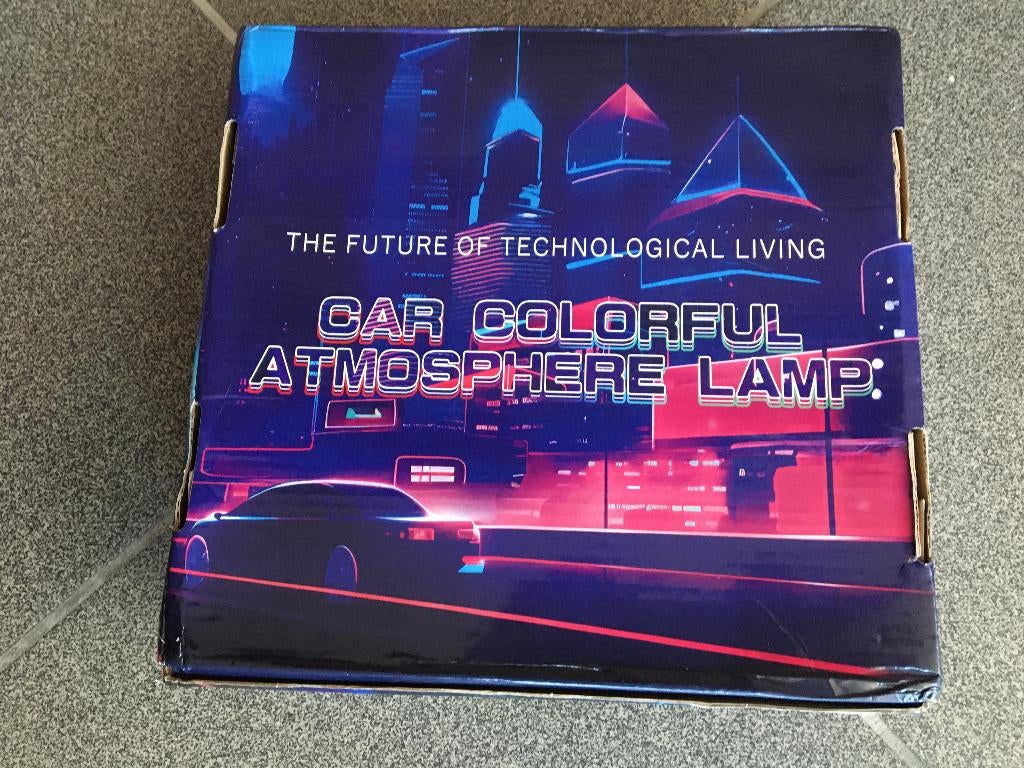 THE FUTURE OF TECHNOLOGICAL LIVING
CAR COLORFUL
ATMOSPHERE LAMP